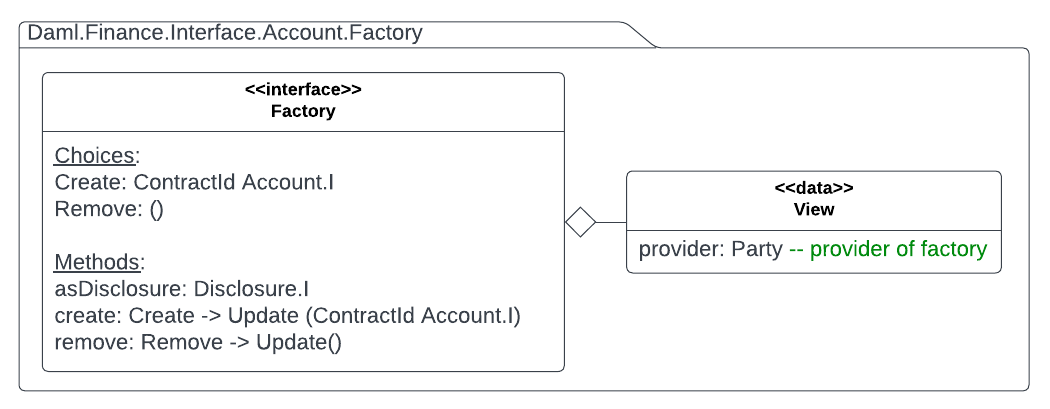 Daml.Finance.Interface.Account.Factory
<<interface>>
Factory
Choices:
Create: ContractId Account.I
Remove: ()
Methods:
asDisclosure: Disclosure.I
create: Create -> Update (ContractId Account.I)
remove: Remove -> Update()
<<data>>
View
provider: Party -- provider of factory